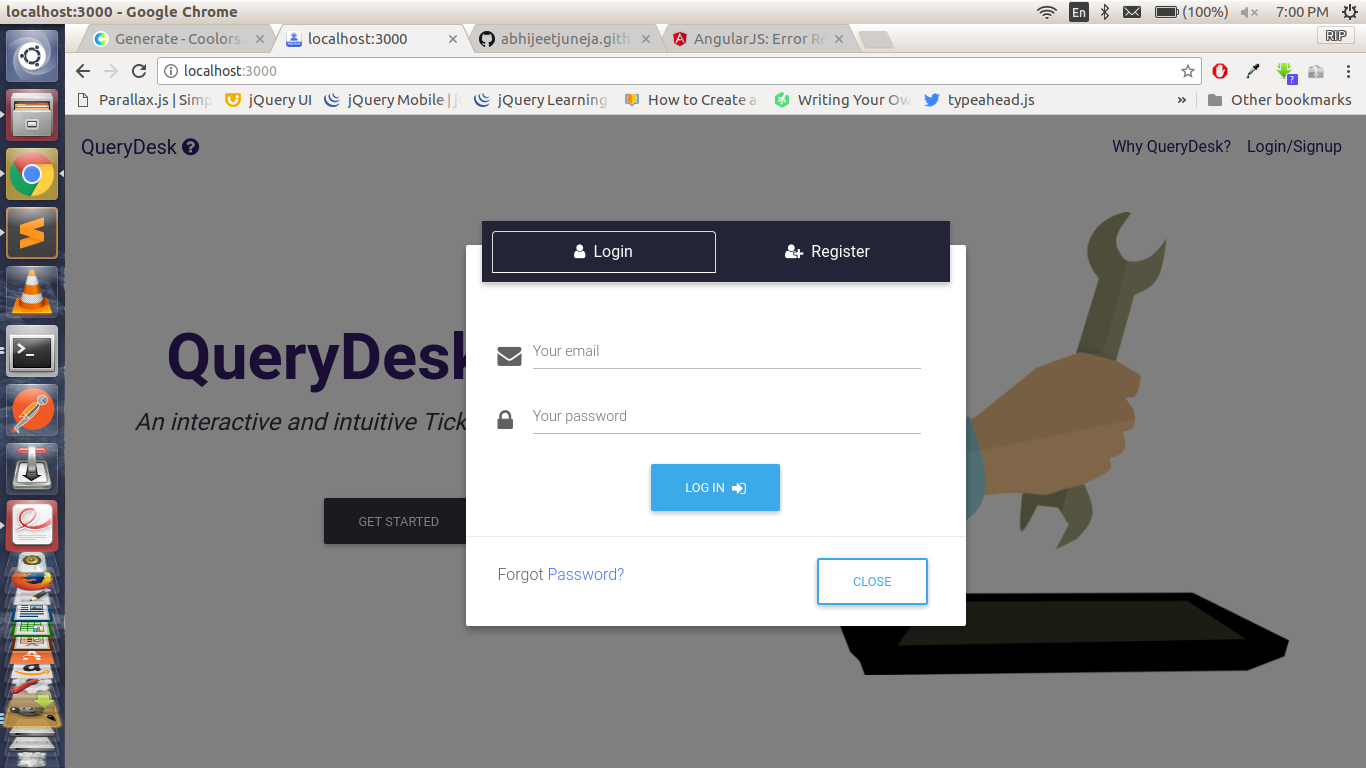 localhost:3000 - Google Chrome
En
(100%)
7:00 PM
Generate - Coolors.
localhost:3000
abhijeetjuneja.gith
AngularJS: Error Re
RIP
localhost:3000
Parallax.js | Simp
jQuery UI
jQuery Mobile | j
jQuery Learning
How to Create a
Writing Your Ow
typeahead.js
»
Other bookmarks
QueryDesk
Why QueryDesk?
Login/Signup
Login
Register
QueryDesk
An interactive and intuitive Tick
GET STARTED
Your email
Your password
LOG IN
Forgot Password?
CLOSE